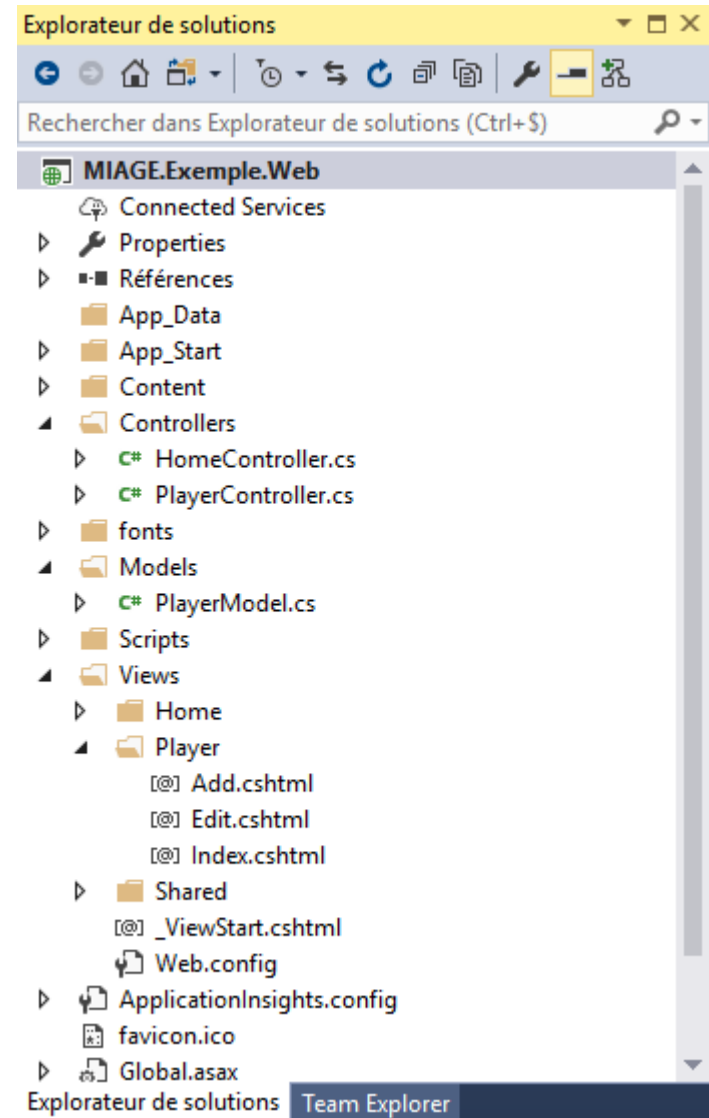 Explorateur de solutions
Rechercher dans Explorateur de solutions (Ctrl+$)
MIAGE.Exemple.Web
Connected Services
Properties
Références
App_Data
App_Start
Content
Controllers
C# HomeController.cs
C# PlayerController.cs
fonts
Models
C# PlayerModel.cs
Scripts
Views
Home
Player
[@] Add.cshtml
[@] Edit.cshtml
[@] Index.cshtml
Shared
[@] _ViewStart.cshtml
Web.config
ApplicationInsights.config
favicon.ico
Global.asax
Explorateur de solutions Team Explorer